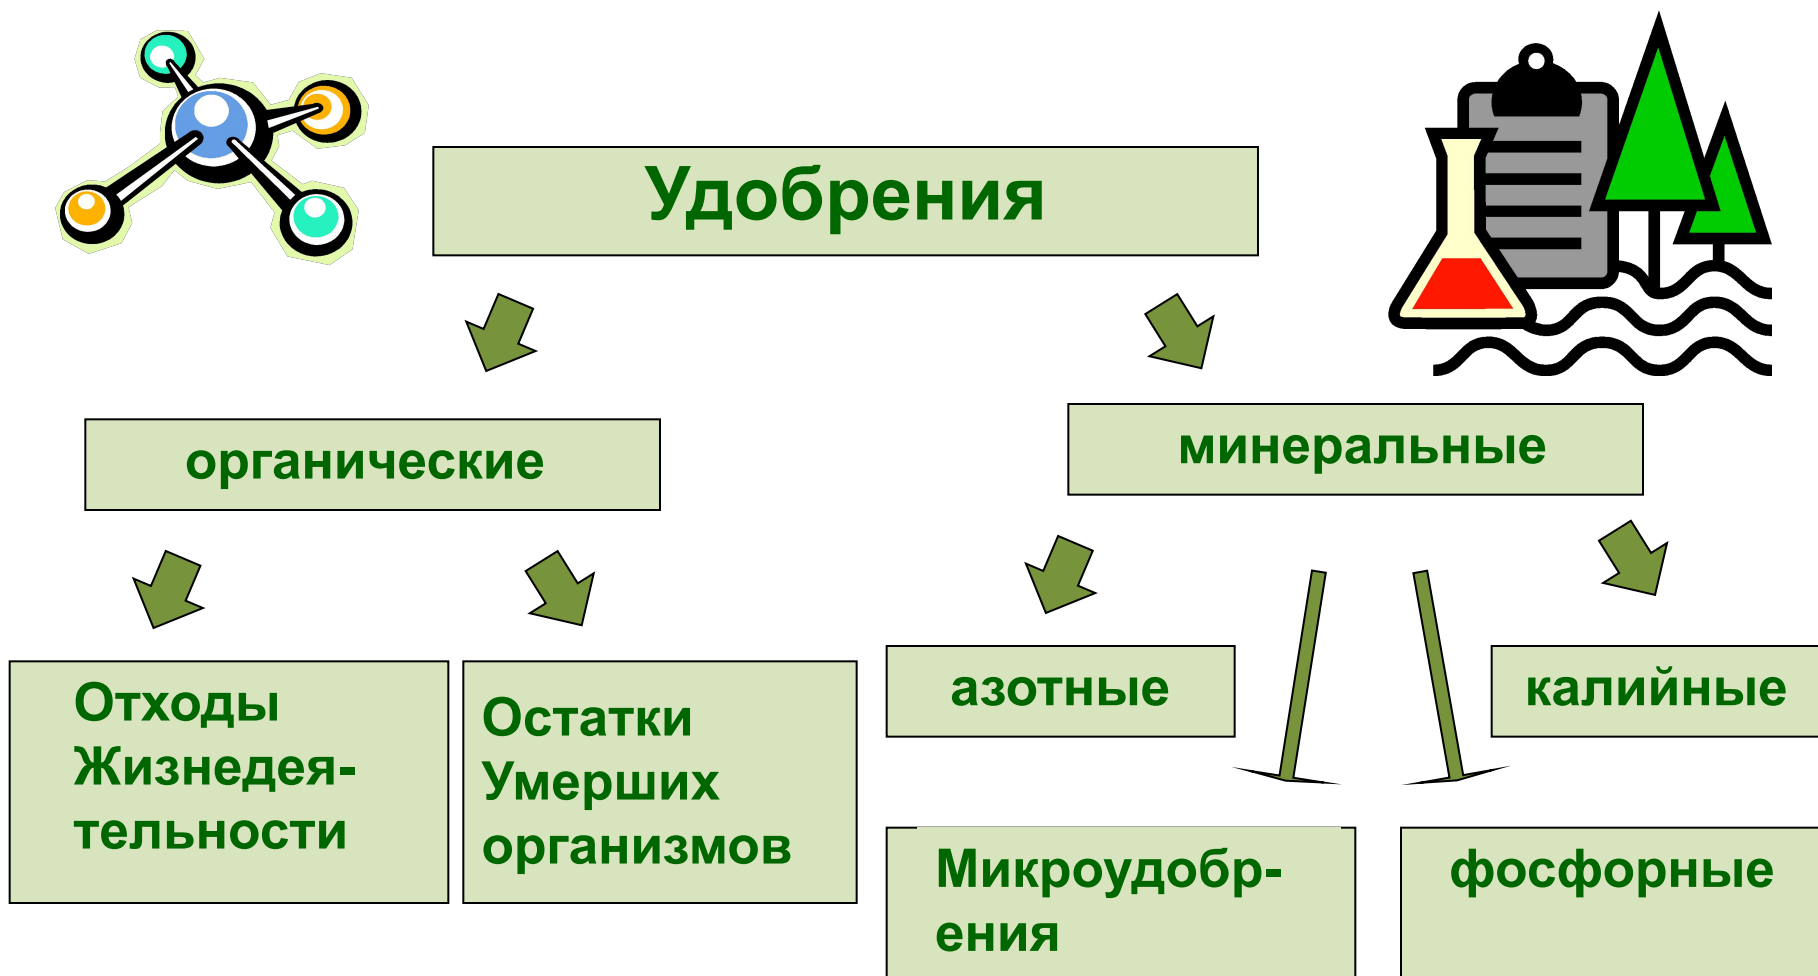 Удобрения
органические
минеральные
Отходы
Жизнедея-
тельности
Остатки
Умерших
организмов
азотные
калийные
Микроудобр-
ения
фосфорные